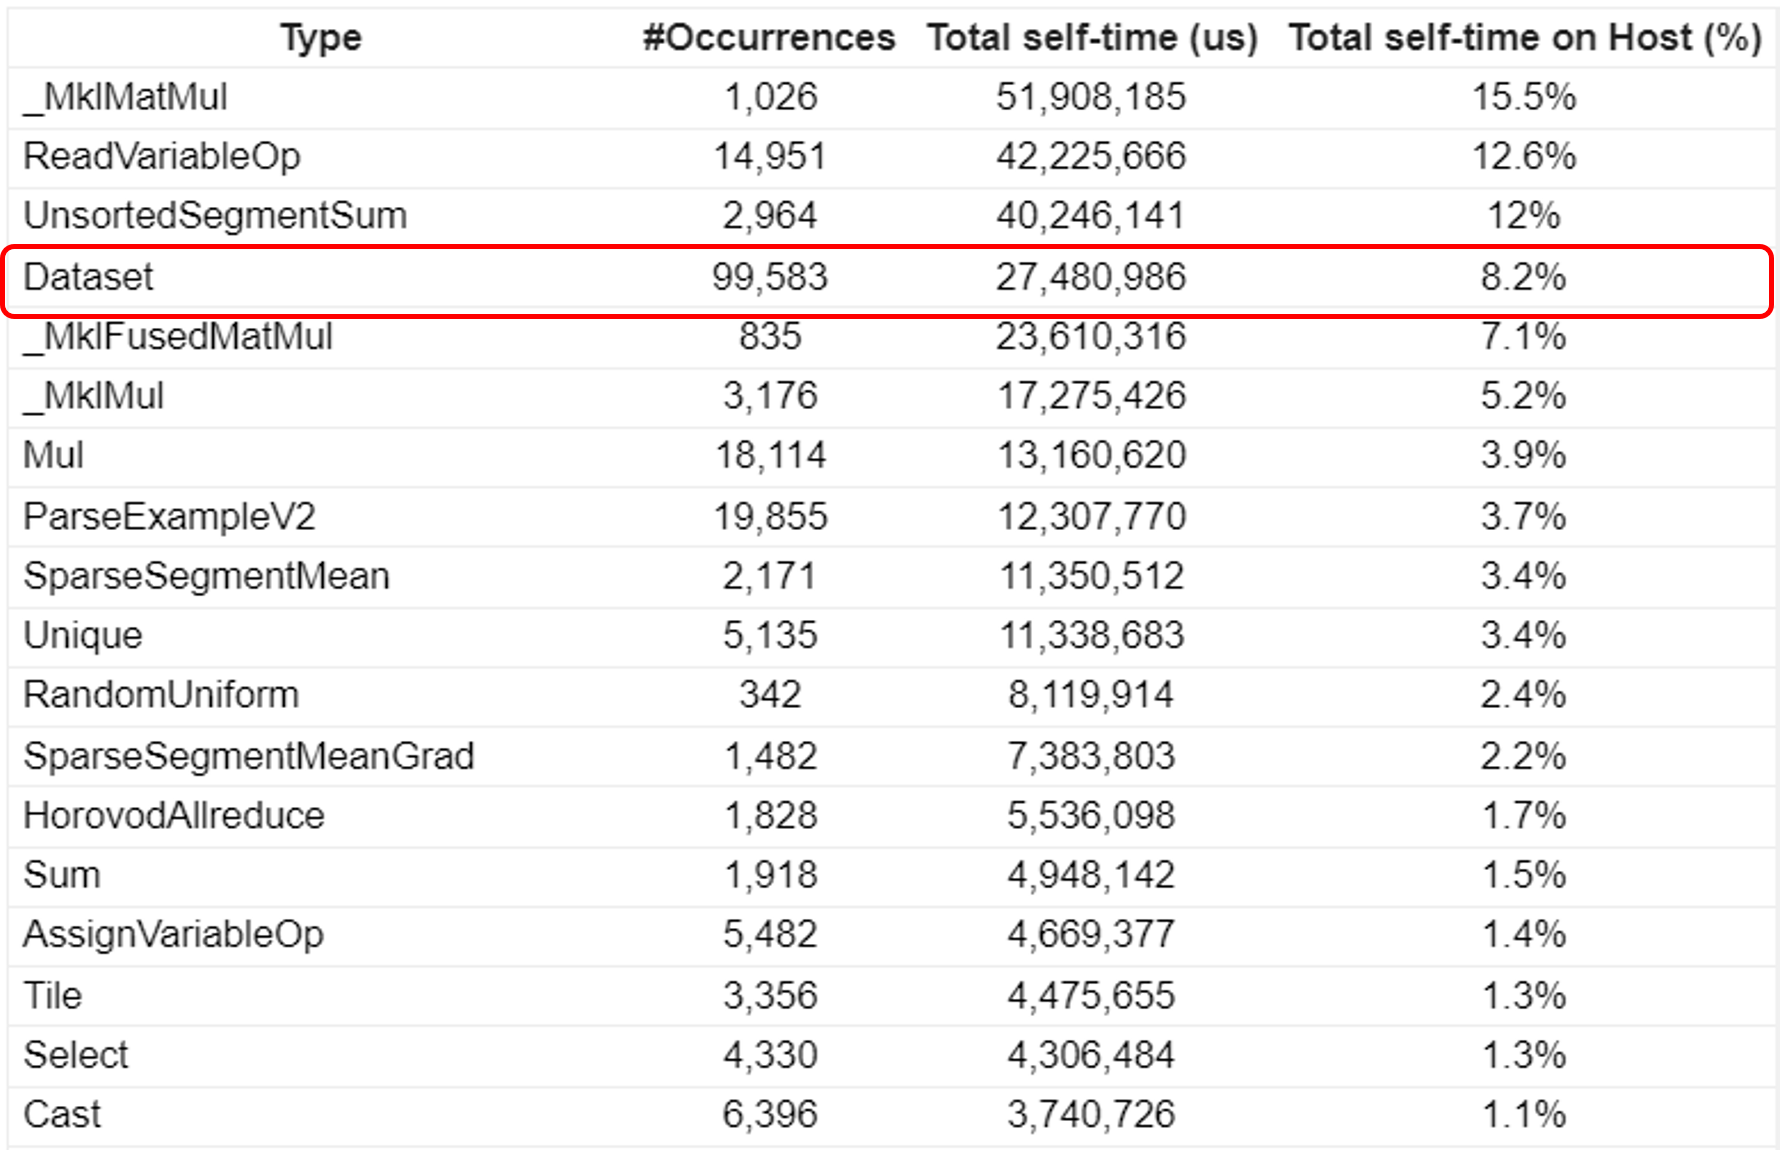 Type #Occurrences Total self-time (us) Total self-time on Host (%)
_MklMatMul 1,026 51,908,185 15.5%
ReadVariableOp 14,951 42,225,666 12.6%
UnsortedSegmentSum 2,964 40,246,141 12%
Dataset 99,583 27,480,986 8.2%
_MklFusedMatMul 835 23,610,316 7.1%
_MklMul 3,176 17,275,426 5.2%
Mul 18,114 13,160,620 3.9%
ParseExampleV2 19,855 12,307,770 3.7%
SparseSegmentMean 2,171 11,350,512 3.4%
Unique 5,135 11,338,683 3.4%
RandomUniform 342 8,119,914 2.4%
SparseSegmentMeanGrad 1,482 7,383,803 2.2%
HorovodAllreduce 1,828 5,536,098 1.7%
Sum 1,918 4,948,142 1.5%
AssignVariableOp 5,482 4,669,377 1.4%
Tile 3,356 4,475,655 1.3%
Select 4,330 4,306,484 1.3%
Cast 6,396 3,740,726 1.1%